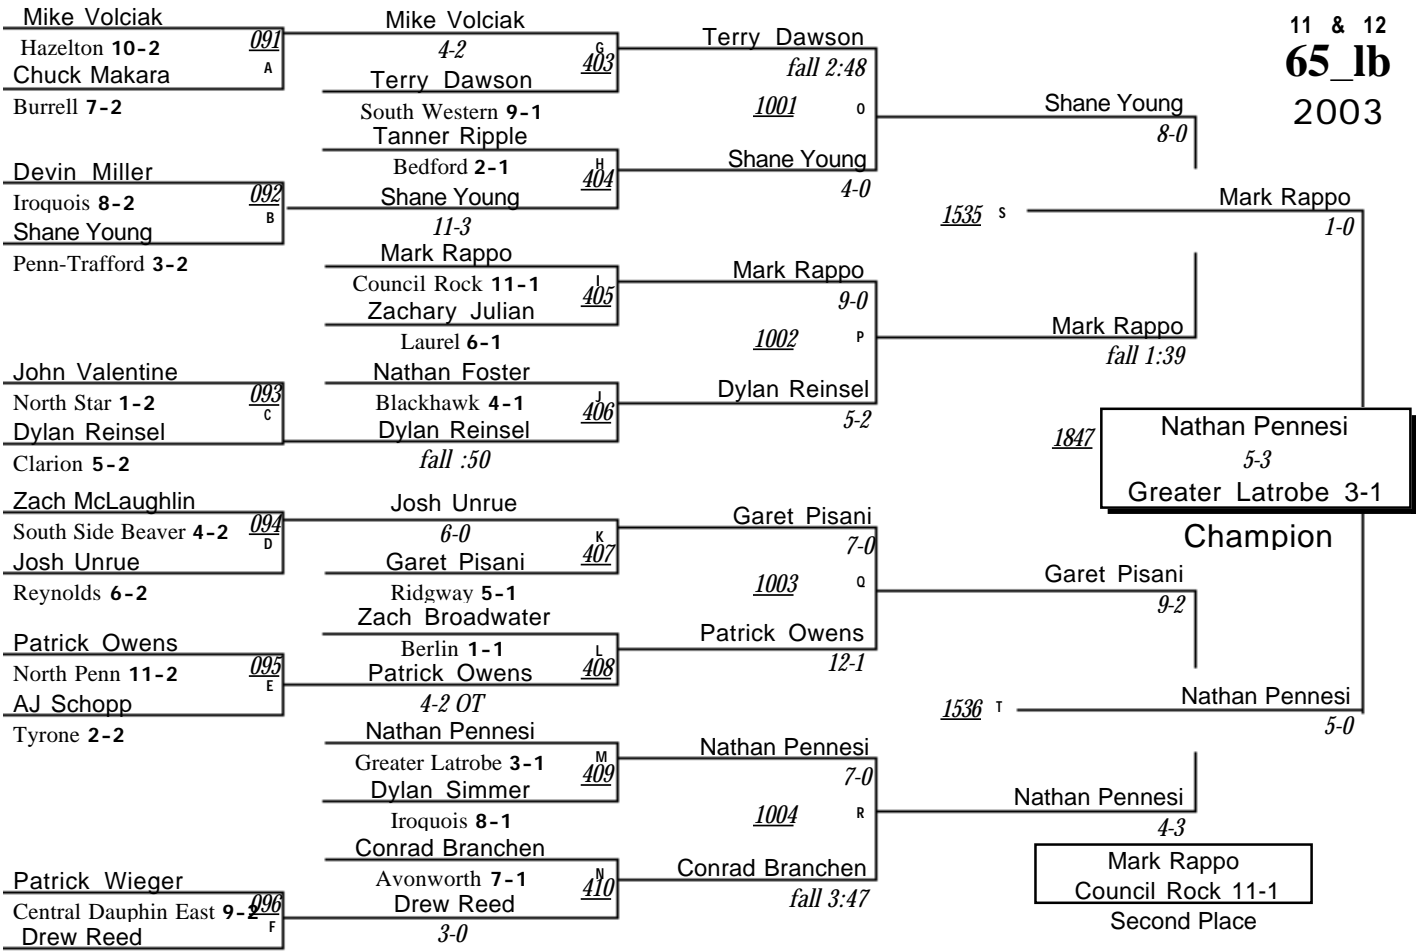 11 & 12
65_lb
2003
Mike Volciak
Hazelton 10-2
091
A
Chuck Makara
Burrell 7-2
Devin Miller
Iroquois 8-2
092
B
Shane Young
Penn-Trafford 3-2
John Valentine
North Star 1-2
093
C
Dylan Reinsel
Clarion 5-2
Zach McLaughlin
South Side Beaver 4-2
094
D
Josh Unrue
Reynolds 6-2
Patrick Owens
North Penn 11-2
095
E
AJ Schopp
Tyrone 2-2
Patrick Wieger
Central Dauphin East 9-2
096
F
Drew Reed
Mike Volciak
4-2
G
403
Terry Dawson
South Western 9-1
Tanner Ripple
Bedford 2-1
H
404
Shane Young
11-3
Mark Rappo
Council Rock 11-1
I
405
Zachary Julian
Laurel 6-1
Nathan Foster
Blackhawk 4-1
J
406
Dylan Reinsel
fall :50
Josh Unrue
6-0
K
407
Garet Pisani
Ridgway 5-1
Zach Broadwater
Berlin 1-1
L
408
Patrick Owens
4-2 OT
Nathan Pennesi
Greater Latrobe 3-1
M
409
Dylan Simmer
Iroquois 8-1
Conrad Branchen
Avonworth 7-1
N
410
Drew Reed
3-0
Terry Dawson
fall 2:48
1001
O
Shane Young
4-0
Mark Rappo
9-0
1002
P
Dylan Reinsel
5-2
Garet Pisani
7-0
1003
Q
Patrick Owens
12-1
Nathan Pennesi
7-0
1004
R
Conrad Branchen
fall 3:47
Shane Young
8-0
1535
S
Mark Rappo
fall 1:39
Garet Pisani
9-2
1536
T
Nathan Pennesi
4-3
Mark Rappo
1-0
1847
Nathan Pennesi
5-3
Greater Latrobe 3-1
Champion
Nathan Pennesi
5-0
Mark Rappo
Council Rock 11-1
Second Place